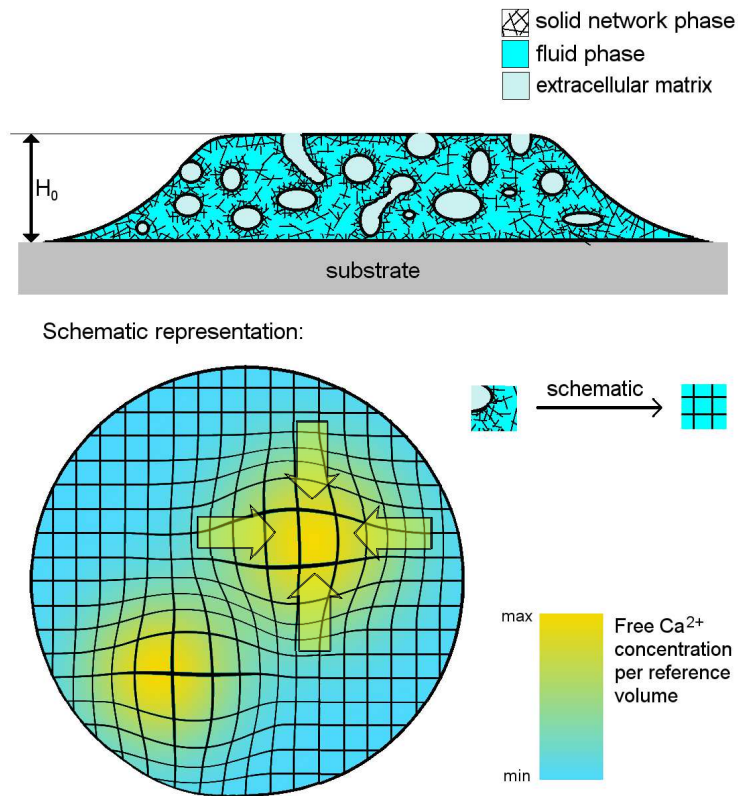 solid network phase
fluid phase
extracellular matrix
H0
substrate
Schematic representation:
schematic
max
Free Ca2+
concentration
per reference
volume
min